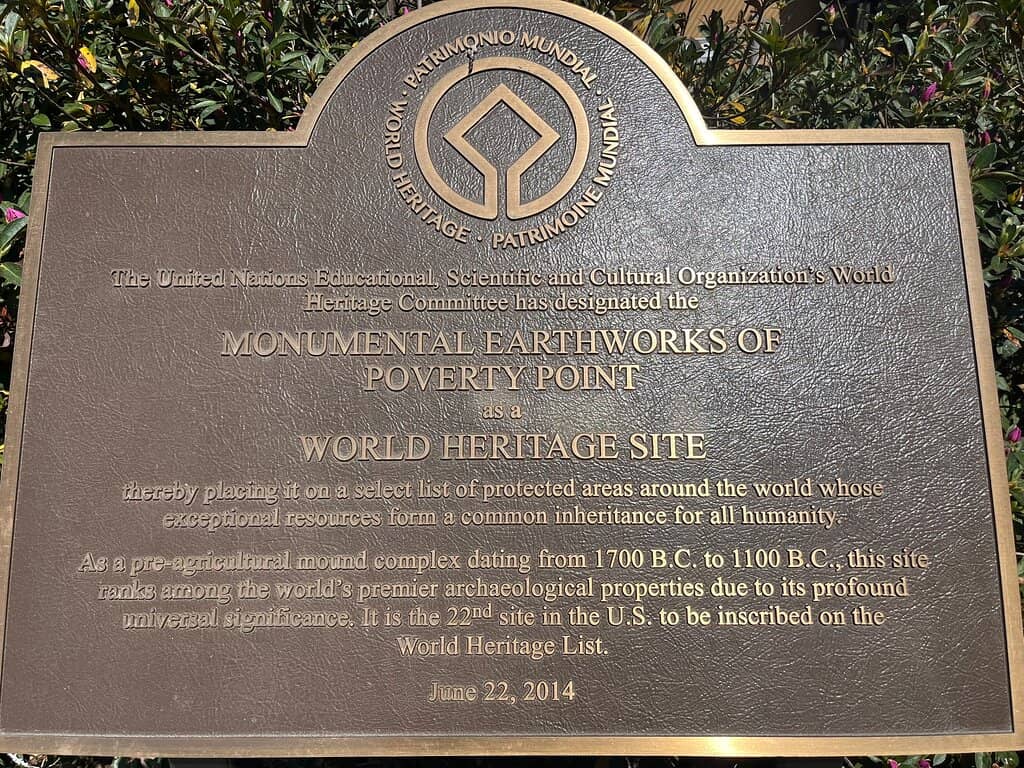 PATRIMONIO MUNDIAL · WORLD HERITAGE · PATRIMOINE MUNDIAL ·
The United Nations Educational, Scientific and Cultural Organization's World
Heritage Committee has designated the
MONUMENTAL EARTHWORKS OF
POVERTY POINT
as a
WORLD HERITAGE SITE
thereby placing it on a select list of protected areas around the world whose
exceptional resources form a common inheritance for all humanity.
As a pre-agricultural mound complex dating from 1700 B.C. to 1100 B.C., this site
ranks among the world's premier archaeological properties due to its profound
universal significance. It is the 22nd site in the U.S. to be inscribed on the
World Heritage List.
June 22, 2014